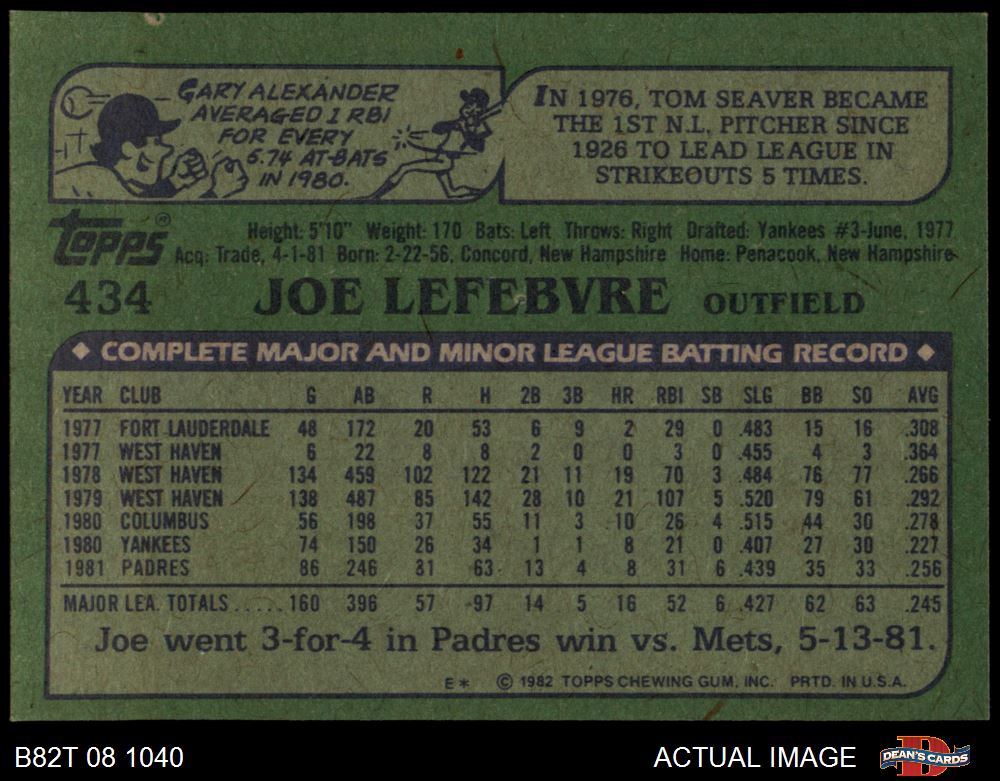 GARY ALEXANDER
AVERAGED 1 RBI
FOR EVERY
6.74 AT-BATS
IN 1980.
IN 1976, TOM SEAVER BECAME
THE 1ST N.L. PITCHER SINCE
1926 TO LEAD LEAGUE IN
STRIKEOUTS 5 TIMES.
Topps®
Height: 5'10" Weight: 170 Bats: Left Throws: Right Drafted: Yankees #3-June, 1977
Acq: Trade, 4-1-81 Born: 2-22-56, Concord, New Hampshire Home: Penacook, New Hampshire
434 JOE LEFEBVRE OUTFIELD
◆ COMPLETE MAJOR AND MINOR LEAGUE BATTING RECORD ◆
YEAR CLUB G AB R H 2B 3B HR RBI SB SLG BB SO AVG
1977 FORT LAUDERDALE 48 172 20 53 6 9 2 29 0 .483 15 16 .308
1977 WEST HAVEN 6 22 8 8 2 0 0 3 0 .455 4 3 .364
1978 WEST HAVEN 134 459 102 122 21 11 19 70 3 .484 76 77 .266
1979 WEST HAVEN 138 487 85 142 28 10 21 107 5 .520 79 61 .292
1980 COLUMBUS 56 198 37 55 11 3 10 26 4 .515 44 30 .278
1980 YANKEES 74 150 26 34 1 1 8 21 0 .407 27 30 .227
1981 PADRES 86 246 31 63 13 4 8 31 6 .439 35 33 .256
MAJOR LEA. TOTALS.....160 396 57 97 14 5 16 52 6 .427 62 63 .245
Joe went 3-for-4 in Padres win vs. Mets, 5-13-81.
E* © 1982 TOPPS CHEWING GUM, INC. PRTD. IN U.S.A.
B82T 08 1040 ACTUAL IMAGE DEAN'S CARDS